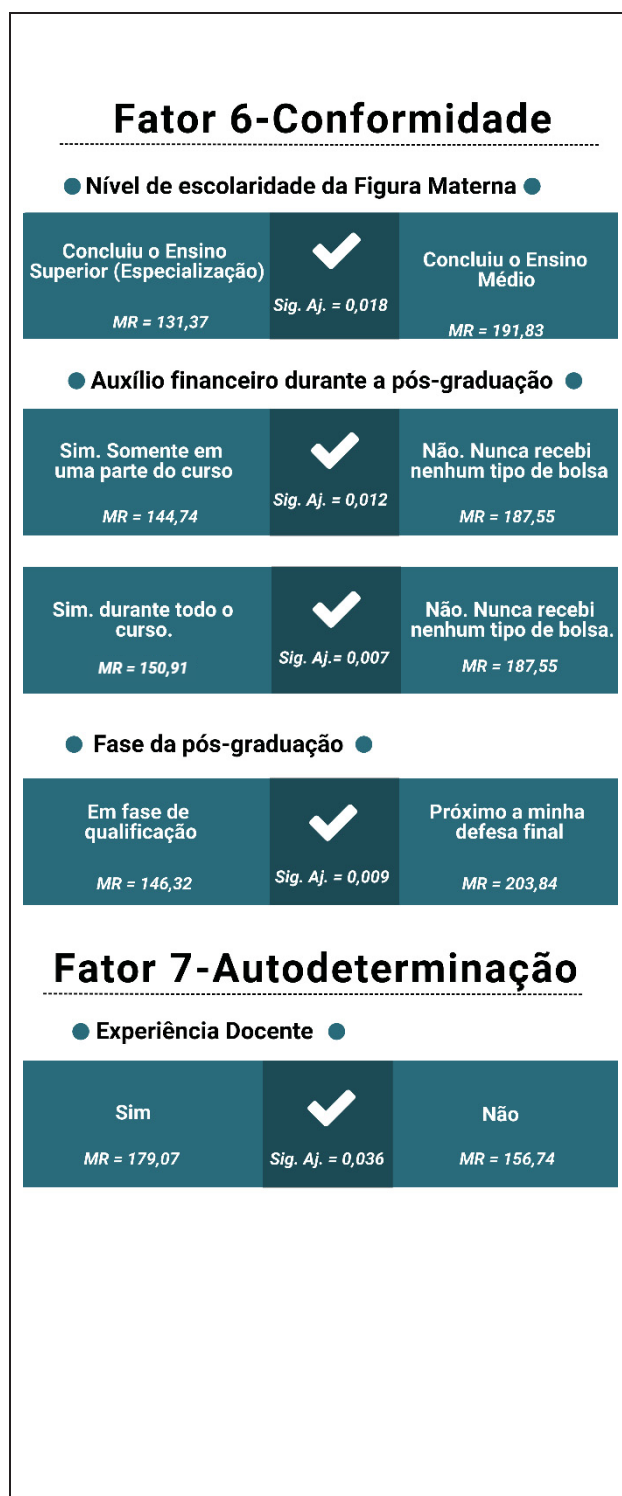 Fator 6-Conformidade
Nível de escolaridade da Figura Materna
Concluiu o Ensino
Superior (Especialização)
MR = 131,37
Sig. Aj. = 0,018
Concluiu o Ensino
Médio
MR = 191,83
Auxílio financeiro durante a pós-graduação
Sim. Somente em
uma parte do curso
MR = 144,74
Sig. Aj. = 0,012
Não. Nunca recebi
nenhum tipo de bolsa
MR = 187,55
Sim. durante todo o
curso.
MR = 150,91
Sig. Aj.= 0,007
Não. Nunca recebi
nenhum tipo de bolsa.
MR = 187,55
Fase da pós-graduação
Em fase de
qualificação
MR = 146,32
Sig. Aj. = 0,009
Próximo a minha
defesa final
MR = 203,84
Fator 7-Autodeterminação
Experiência Docente
Sim
MR = 179,07
Sig. Aj. = 0,036
Não
MR = 156,74